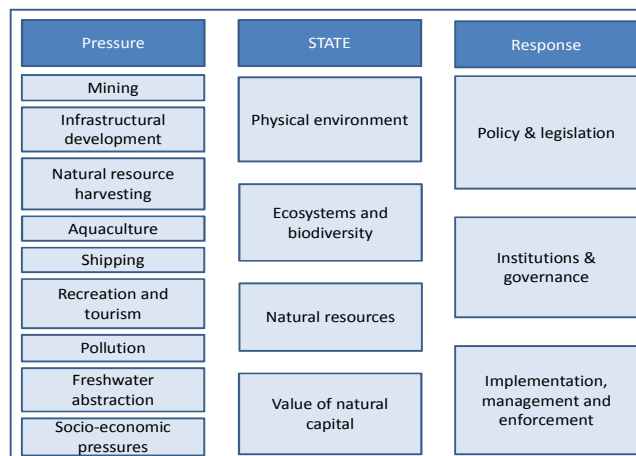 Pressure
Mining
Infrastructural
development
Natural resource
harvesting
Aquaculture
Shipping
Recreation and
tourism
Pollution
Freshwater
abstraction
Socio-economic
pressures
STATE
Physical environment
Ecosystems and
biodiversity
Natural resources
Value of natural
capital
Response
Policy & legislation
Institutions &
governance
Implementation,
management and
enforcement